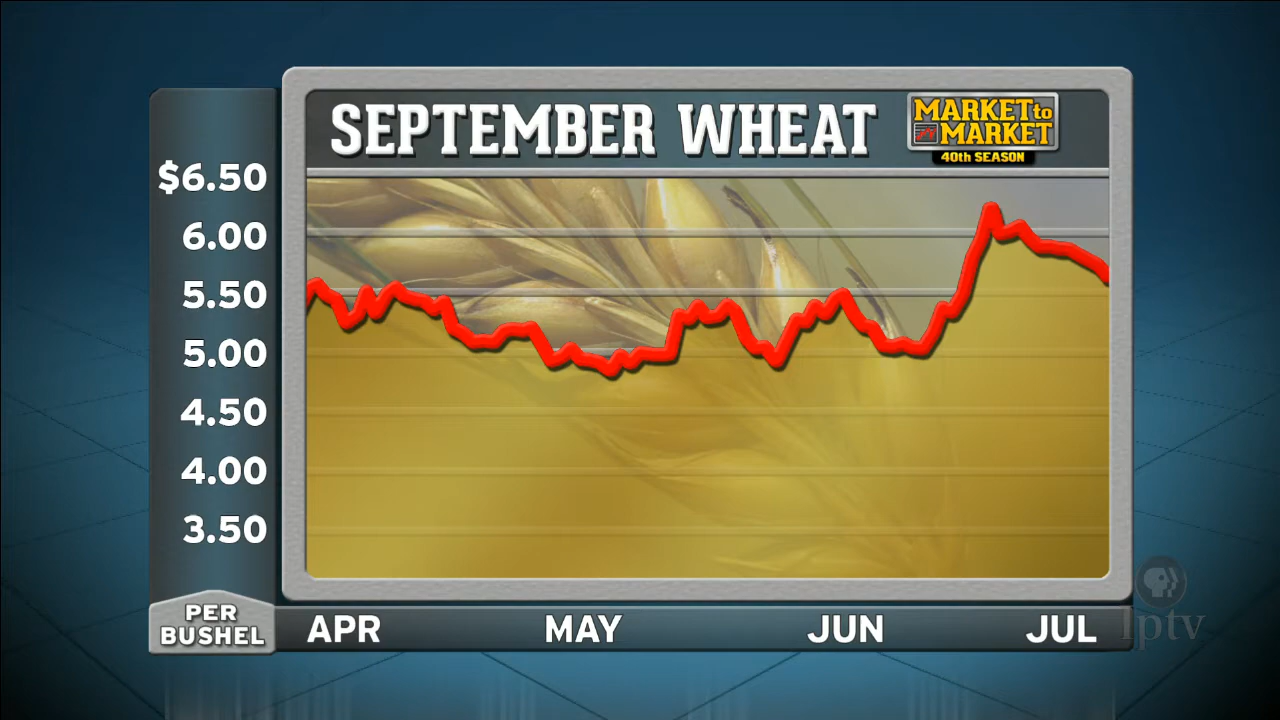 SEPTEMBER WHEAT
MARKET to
MARKET
40th SEASON
$6.50
6.00
5.50
5.00
4.50
4.00
3.50
PER
BUSHEL
APR MAY JUN JUL
iptv